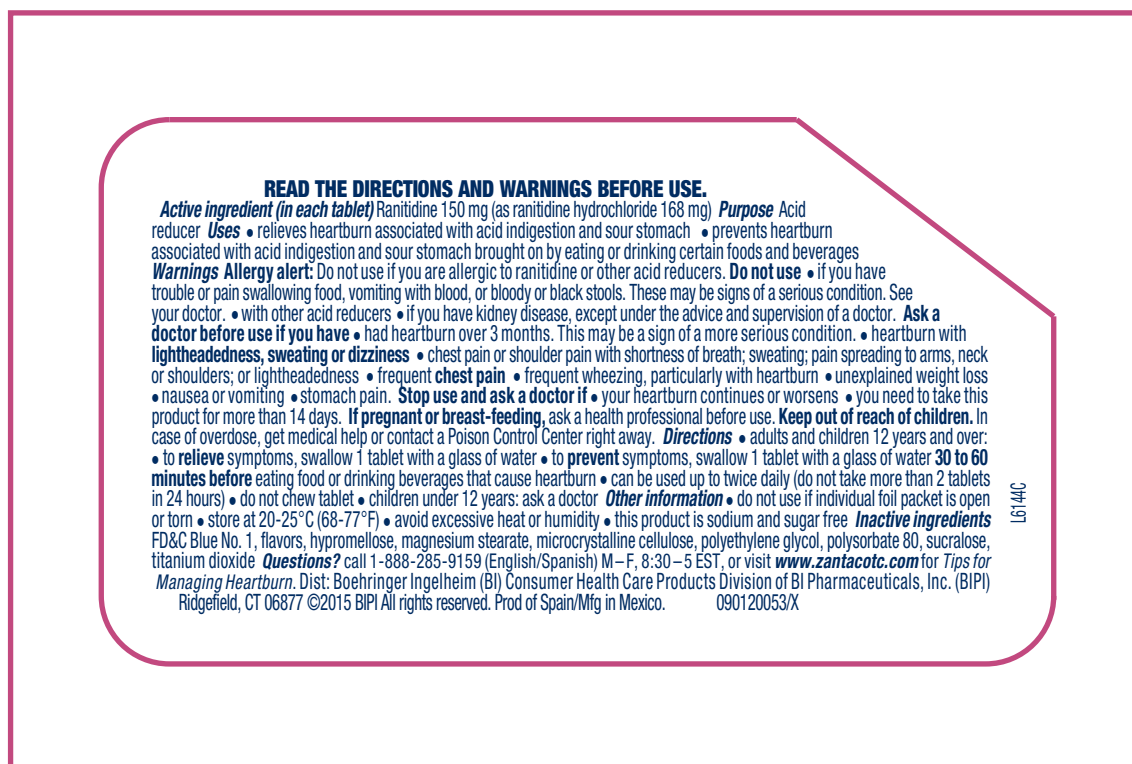 READ THE DIRECTIONS AND WARNINGS BEFORE USE.
Active ingredient (in each tablet) Ranitidine 150 mg (as ranitidine hydrochloride 168 mg) Purpose Acid
reducer Uses • relieves heartburn associated with acid indigestion and sour stomach • prevents heartburn
associated with acid indigestion and sour stomach brought on by eating or drinking certain foods and beverages
Warnings Allergy alert: Do not use if you are allergic to ranitidine or other acid reducers. Do not use • if you have
trouble or pain swallowing food, vomiting with blood, or bloody or black stools. These may be signs of a serious condition. See
your doctor. • with other acid reducers • if you have kidney disease, except under the advice and supervision of a doctor. Ask a
doctor before use if you have • had heartburn over 3 months. This may be a sign of a more serious condition. • heartburn with
lightheadedness, sweating or dizziness • chest pain or shoulder pain with shortness of breath; sweating; pain spreading to arms, neck
or shoulders; or lightheadedness • frequent chest pain • frequent wheezing, particularly with heartburn • unexplained weight loss
• nausea or vomiting • stomach pain. Stop use and ask a doctor if • your heartburn continues or worsens • you need to take this
product for more than 14 days. If pregnant or breast-feeding, ask a health professional before use. Keep out of reach of children. In
case of overdose, get medical help or contact a Poison Control Center right away. Directions • adults and children 12 years and over:
• to relieve symptoms, swallow 1 tablet with a glass of water • to prevent symptoms, swallow 1 tablet with a glass of water 30 to 60
minutes before eating food or drinking beverages that cause heartburn • can be used up to twice daily (do not take more than 2 tablets
in 24 hours) • do not chew tablet • children under 12 years: ask a doctor Other information • do not use if individual foil packet is open
or torn • store at 20-25°C (68-77°F) • avoid excessive heat or humidity • this product is sodium and sugar free Inactive ingredients
FD&C Blue No. 1, flavors, hypromellose, magnesium stearate, microcrystalline cellulose, polyethylene glycol, polysorbate 80, sucralose,
titanium dioxide Questions? call 1-888-285-9159 (English/Spanish) M – F, 8:30 – 5 EST, or visit www.zantacotc.com for Tips for
Managing Heartburn. Dist: Boehringer Ingelheim (BI) Consumer Health Care Products Division of BI Pharmaceuticals, Inc. (BIPI)
Ridgefield, CT 06877 ©2015 BIPI All rights reserved. Prod of Spain/Mfg in Mexico. 090120053/X
L6144C